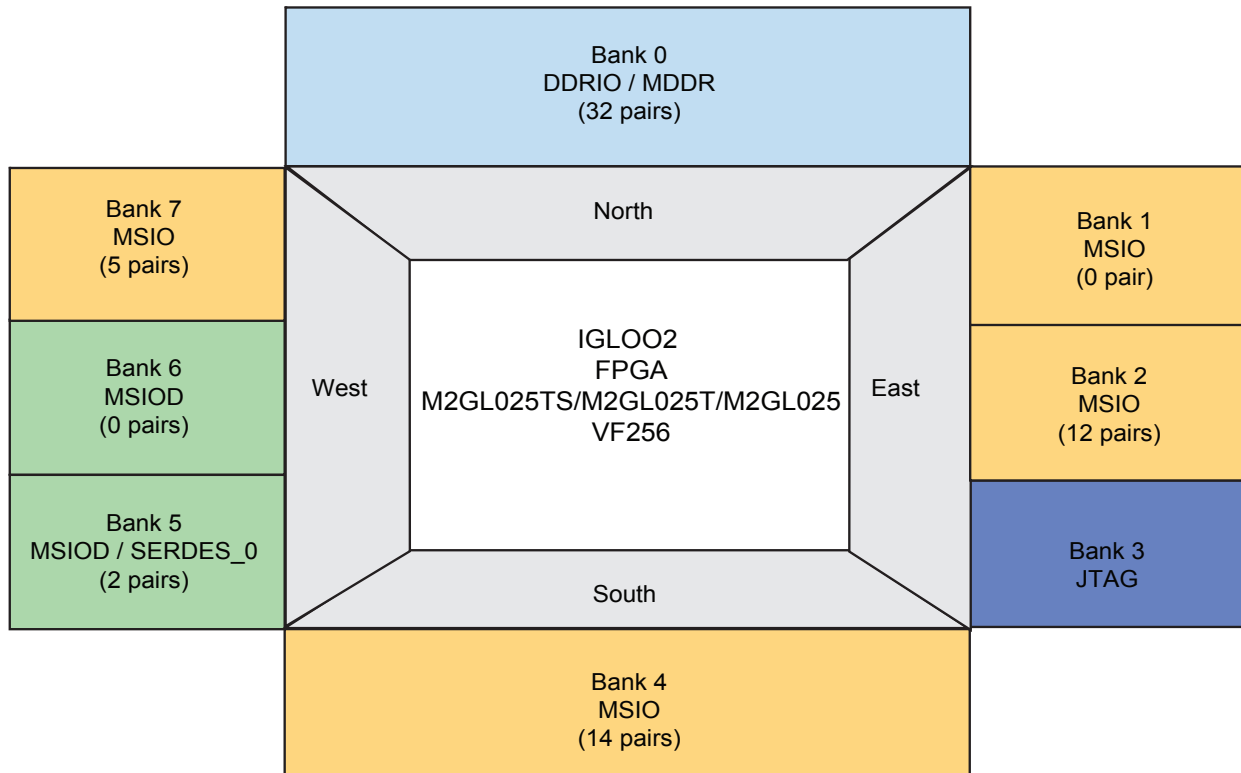 Bank 0
DDRIO / MDDR
(32 pairs)
Bank 7
MSIO
(5 pairs)
North
Bank 1
MSIO
(0 pair)
Bank 6
MSIOD
(0 pairs)
West
IGLOO2
FPGA
M2GL025TS/M2GL025T/M2GL025
VF256
East
Bank 2
MSIO
(12 pairs)
Bank 5
MSIOD / SERDES_0
(2 pairs)
South
Bank 3
JTAG
Bank 4
MSIO
(14 pairs)